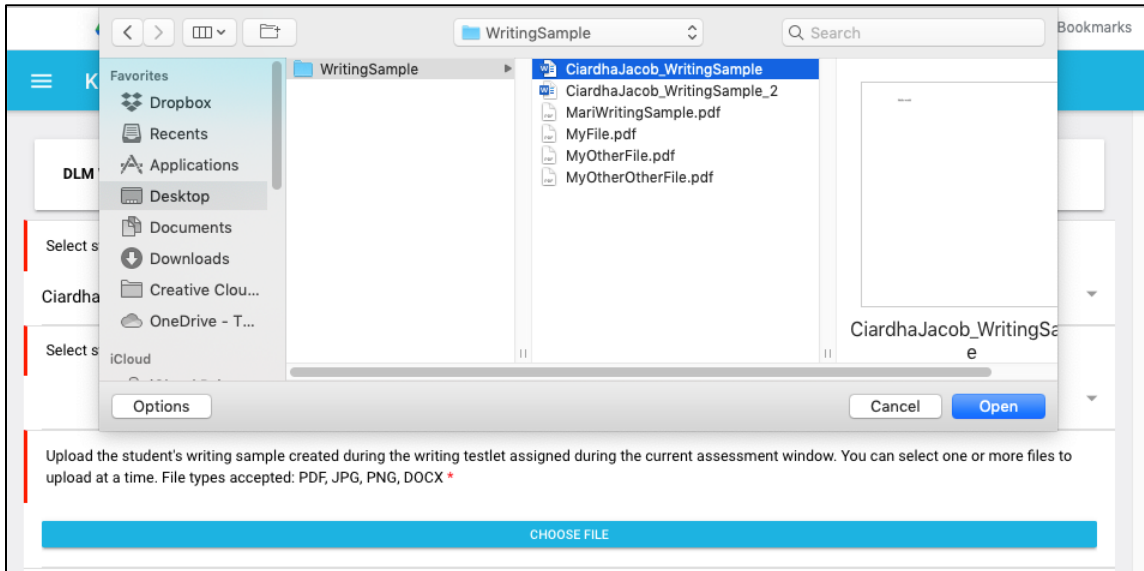 WritingSample
Search
Bookmarks
K
Favorites
Dropbox
Recents
Applications
Desktop
Documents
Downloads
Creative Clou...
OneDrive - T...
iCloud
WritingSample
CiardhaJacob_WritingSample
CiardhaJacob_WritingSample_2
MariWritingSample.pdf
MyFile.pdf
MyOtherFile.pdf
MyOtherOtherFile.pdf
CiardhaJacob_WritingSa
e
Options
Cancel
Open
DLM
Select s
Ciardha
Select s
Upload the student's writing sample created during the writing testlet assigned during the current assessment window. You can select one or more files to
upload at a time. File types accepted: PDF, JPG, PNG, DOCX *
CHOOSE FILE